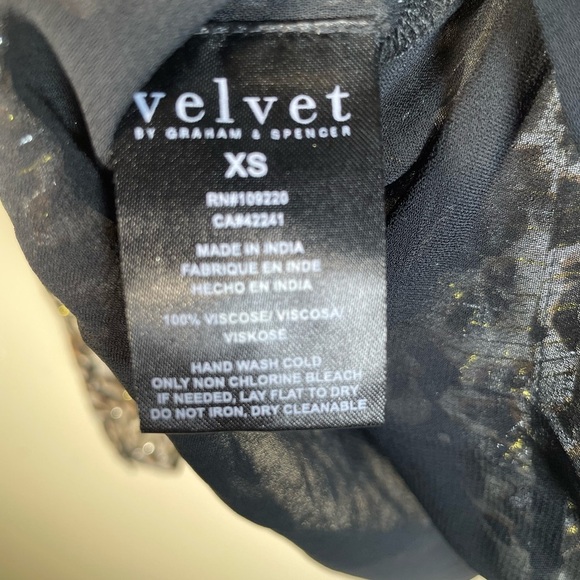 velvet
BY GRAHAM & SPENCER
XS
RN#109220
CA#42241
MADE IN INDIA
FABRIQUE EN INDE
HECHO EN INDIA
100% VISCOSE/ VISCOSA/
VISKOSE
HAND WASH COLD
ONLY NON CHLORINE BLEACH
IF NEEDED, LAY FLAT TO DRY
DO NOT IRON, DRY CLEANABLE